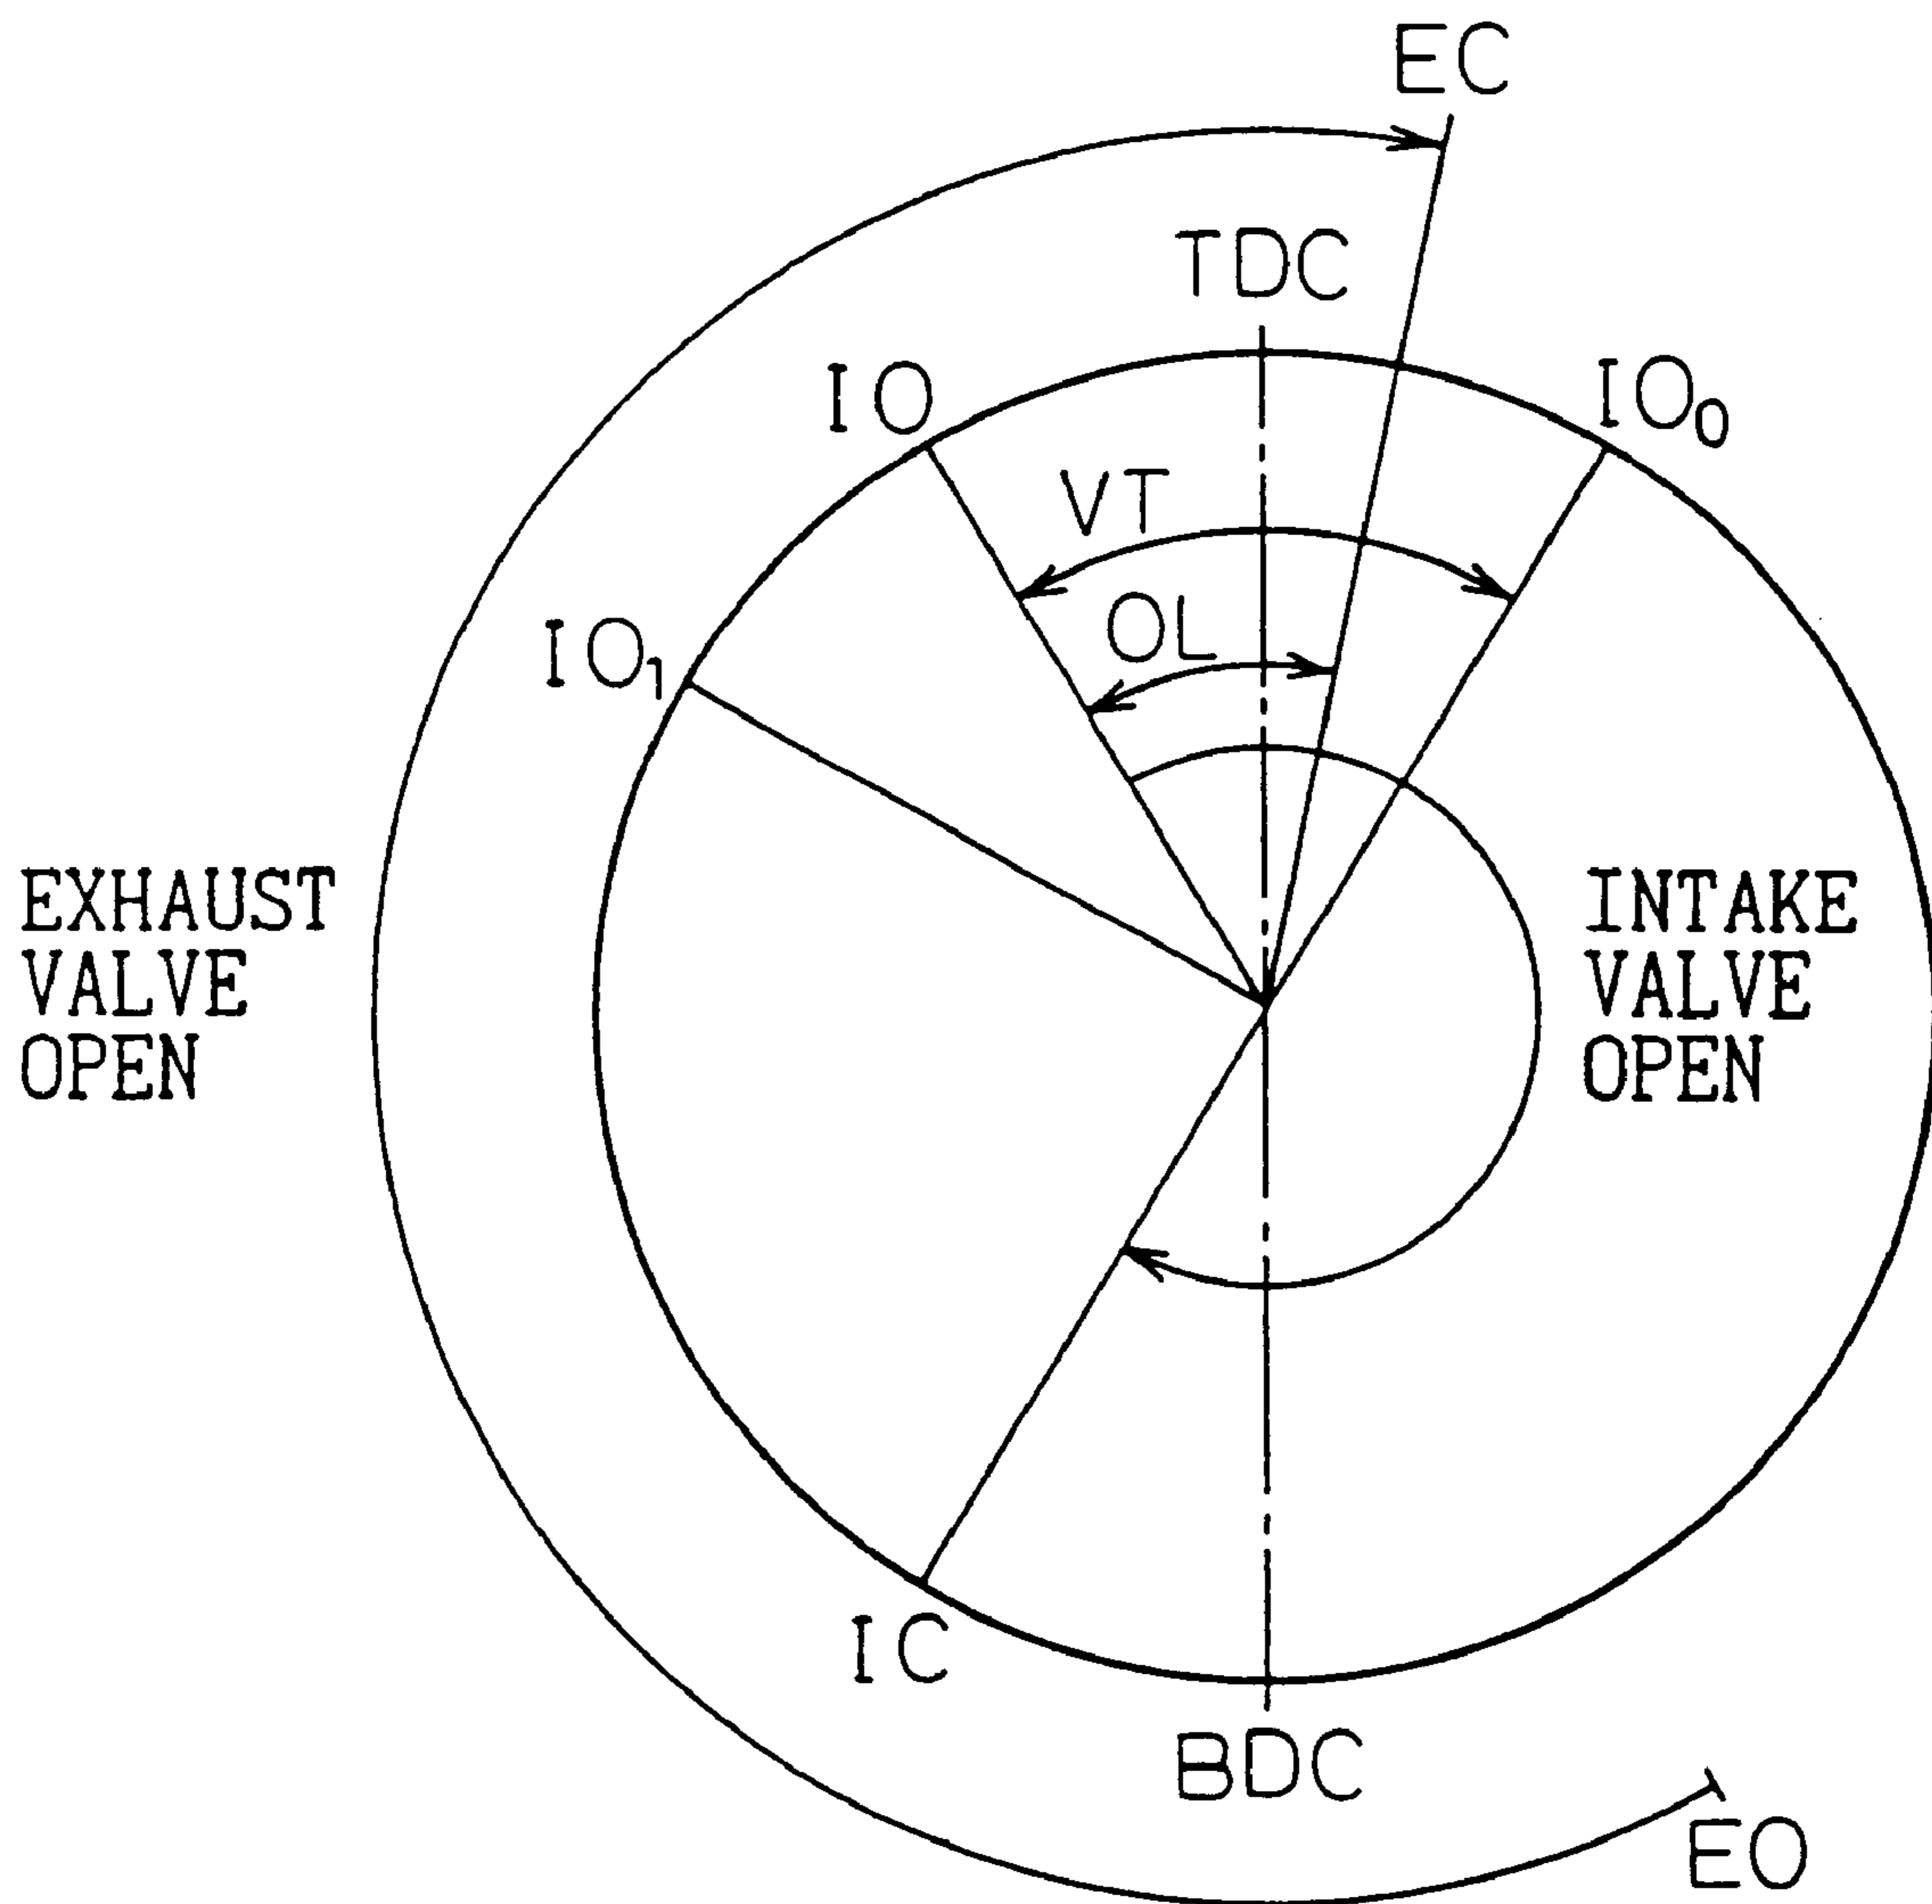 EC
TDC
IO
IO₀
VT
OL
IO₁
EXHAUST
VALVE
OPEN
INTAKE
VALVE
OPEN
IC
BDC
EO